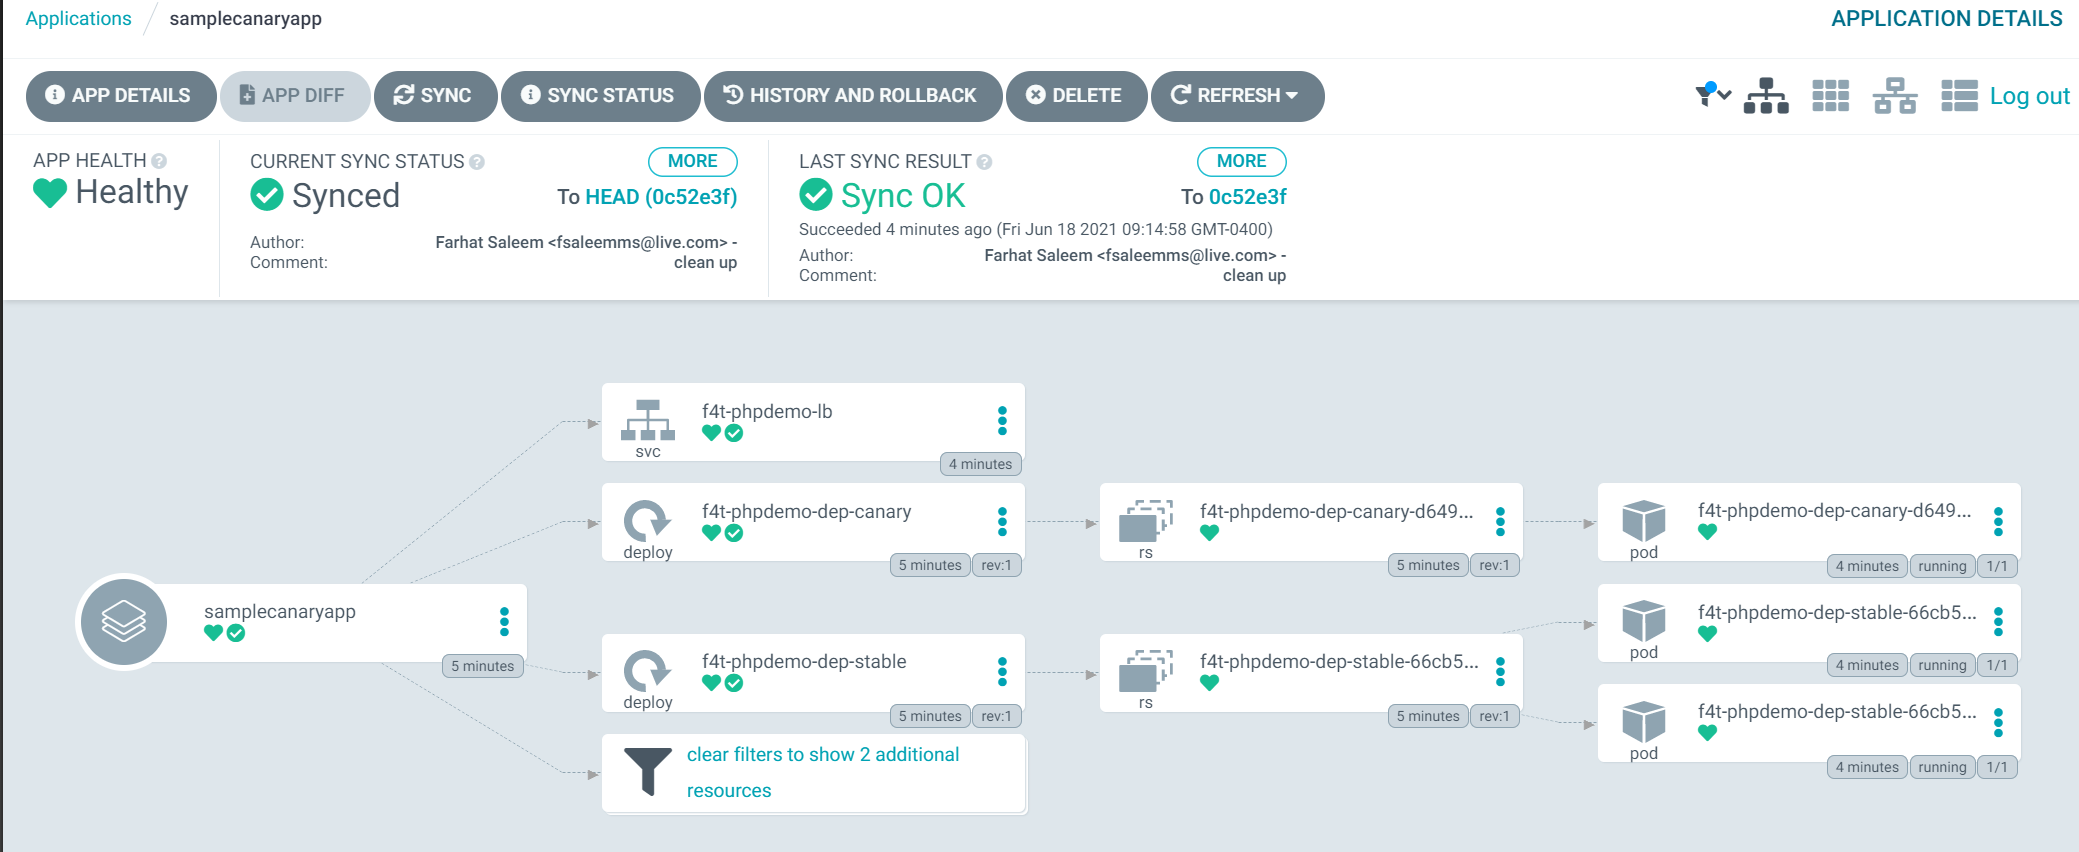 Applications / samplecanaryapp
APPLICATION DETAILS
APP DETAILS
APP DIFF
SYNC
SYNC STATUS
HISTORY AND ROLLBACK
DELETE
REFRESH
Log out
APP HEALTH
Healthy
CURRENT SYNC STATUS
MORE
Synced
To HEAD (0c52e3f)
Author: Farhat Saleem <fsaleemms@live.com> -
Comment: clean up
LAST SYNC RESULT
MORE
Sync OK
To 0c52e3f
Succeeded 4 minutes ago (Fri Jun 18 2021 09:14:58 GMT-0400)
Author: Farhat Saleem <fsaleemms@live.com> -
Comment: clean up
samplecanaryapp
5 minutes
f4t-phpdemo-lb
svc
4 minutes
f4t-phpdemo-dep-canary
deploy
5 minutes rev:1
f4t-phpdemo-dep-canary-d649...
rs
5 minutes rev:1
f4t-phpdemo-dep-canary-d649...
pod
4 minutes running 1/1
f4t-phpdemo-dep-stable
deploy
5 minutes rev:1
f4t-phpdemo-dep-stable-66cb5...
rs
5 minutes rev:1
f4t-phpdemo-dep-stable-66cb5...
pod
4 minutes running 1/1
f4t-phpdemo-dep-stable-66cb5...
pod
4 minutes running 1/1
clear filters to show 2 additional
resources